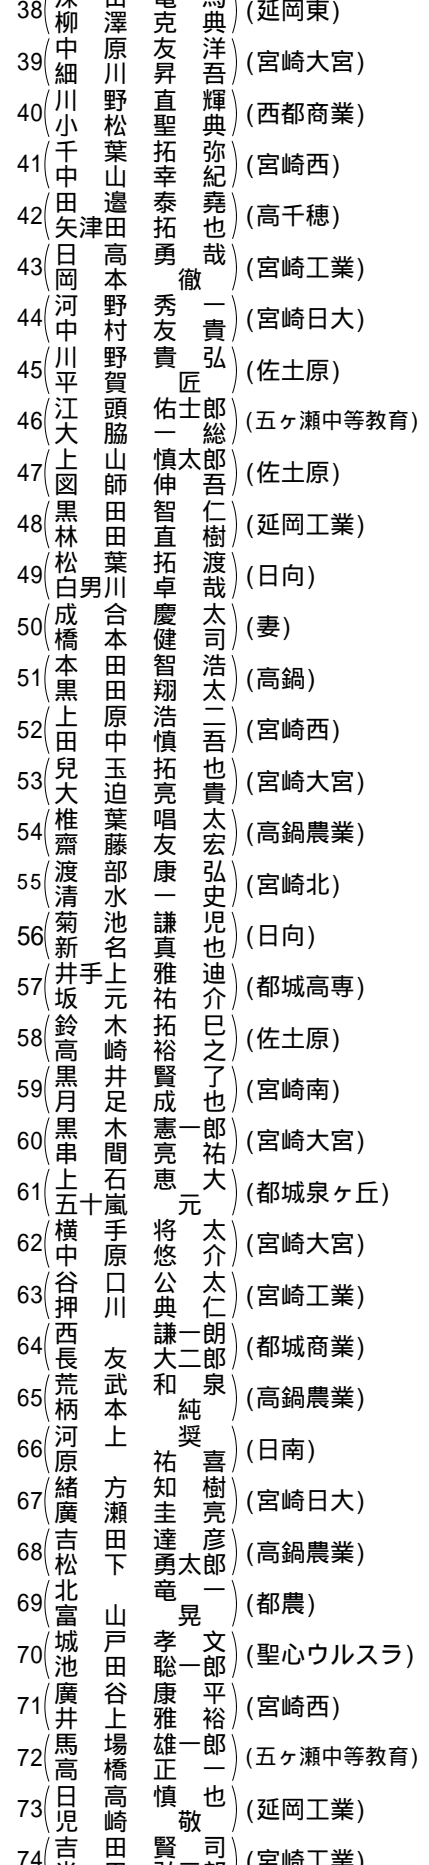 38 柳澤克典 (延岡東)
39 中原友洋 細川昇吾 (宮崎大宮)
40 川野直輝 小松聖典 (西都商業)
41 千葉拓弥 中山幸紀 (宮崎西)
42 田邉泰堯 矢津田拓也 (高千穂)
43 日高勇哉 岡本徹 (宮崎工業)
44 河野秀一 中村友貴 (宮崎日大)
45 川野貴弘 平賀匠 (佐土原)
46 江頭佑士郎 大脇一総 (五ヶ瀬中等教育)
47 上山慎太郎 図師伸吾 (佐土原)
48 黒田智仁 林田直樹 (延岡工業)
49 松葉拓渡 白男川卓哉 (日向)
50 成合慶太 橋本健司 (妻)
51 本田智浩 黒田翔太 (高鍋)
52 上原浩二 田中慎吾 (宮崎西)
53 兒玉拓也 大迫亮貴 (宮崎大宮)
54 椎葉唱太 齋藤友宏 (高鍋農業)
55 渡部康弘 清水一史 (宮崎北)
56 菊池謙児 新名真也 (日向)
57 井手上雅迪 坂元祐介 (都城高専)
58 鈴木拓巳 高崎裕之 (佐土原)
59 黒井賢了 月足成也 (宮崎南)
60 黒木憲一郎 串間亮祐 (宮崎大宮)
61 上石恵大 五十嵐元 (都城泉ヶ丘)
62 横手将太 中原悠介 (宮崎大宮)
63 谷口公太 押川典仁 (宮崎工業)
64 西謙一朗 長友大二郎 (都城商業)
65 荒武和泉 柄本純 (高鍋農業)
66 河上奨 原祐喜 (日南)
67 緒方知樹 廣瀬圭亮 (宮崎日大)
68 吉田達彦 松下勇太郎 (高鍋農業)
69 北竜一 富山晃 (都農)
70 城戸孝文 池田聡一郎 (聖心ウルスラ)
71 廣谷康平 井上雅裕 (宮崎西)
72 馬場雄一郎 高橋正一 (五ヶ瀬中等教育)
73 日高慎也 児崎敬 (延岡工業)
74 吉田賢司 (宮崎工業)